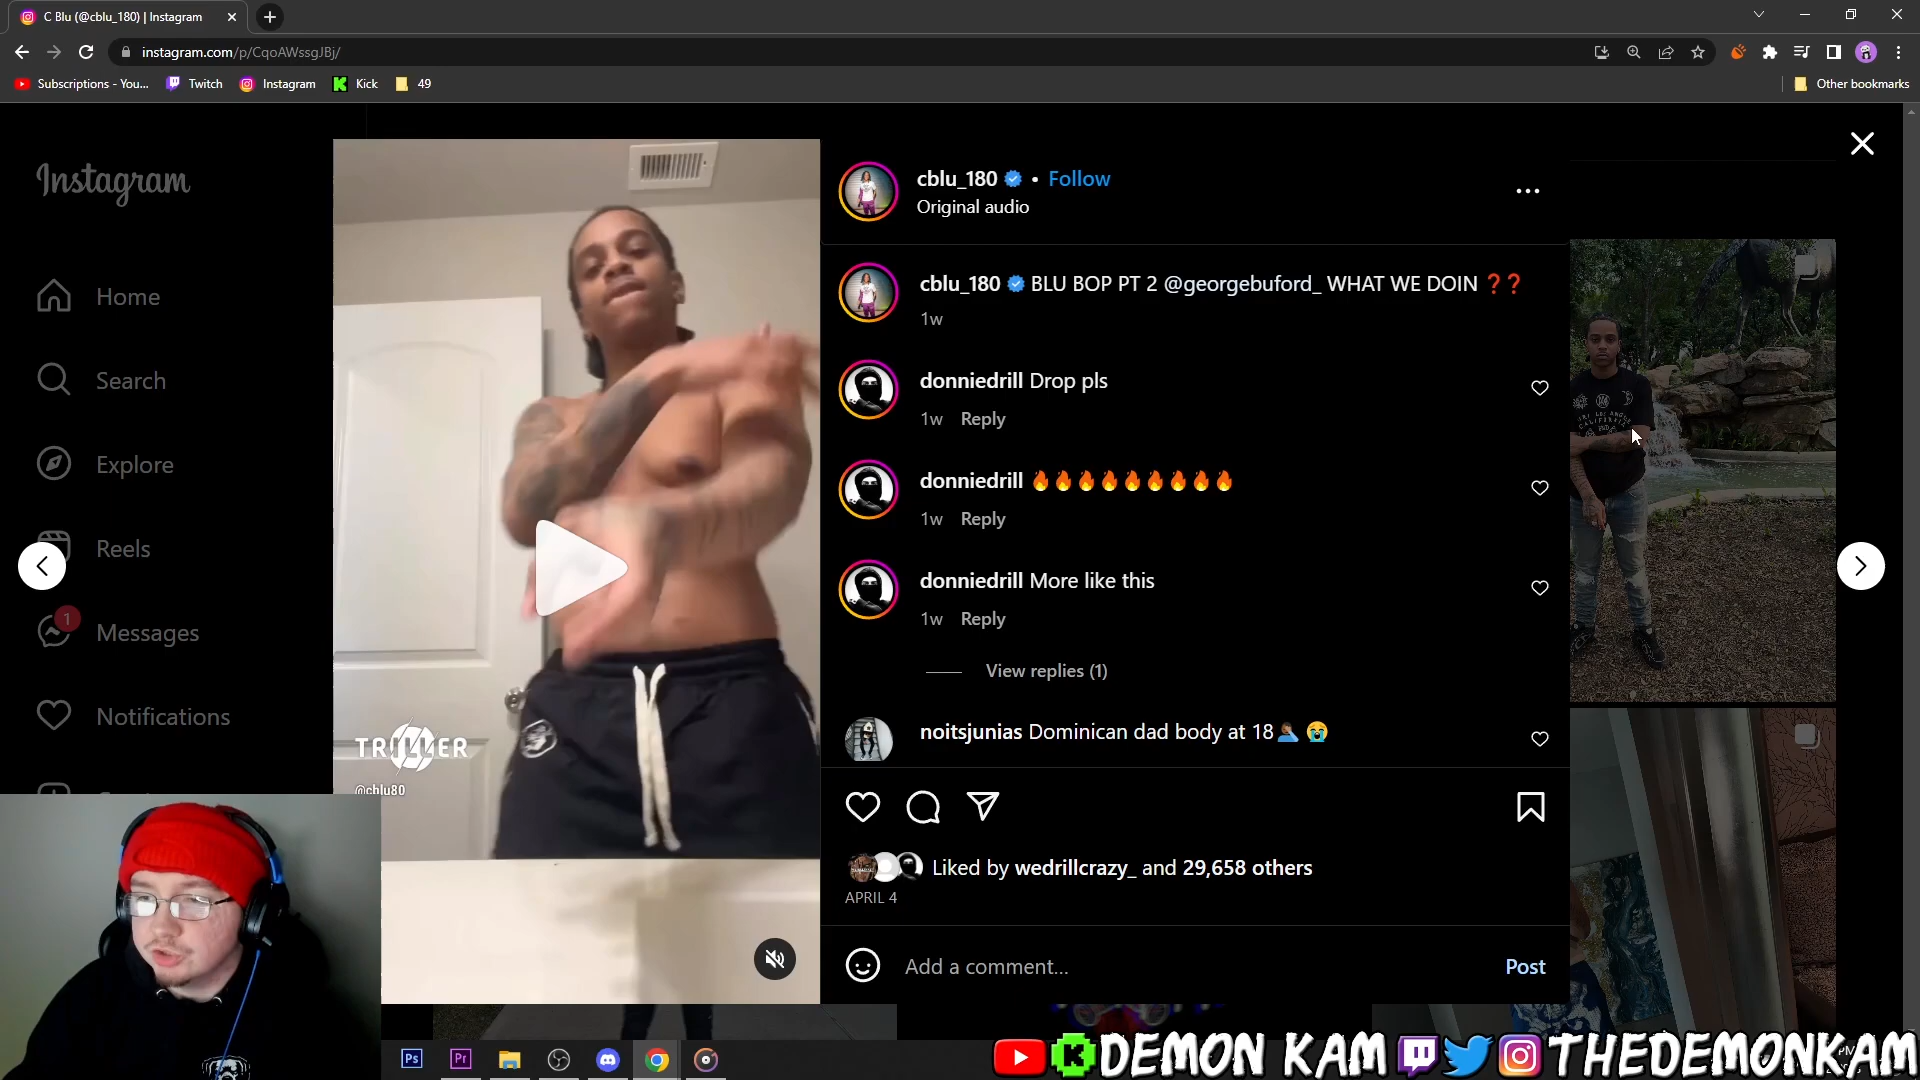 C Blu (@cblu_180) | Instagram
instagram.com/p/CqoAWssgJBj/
Subscriptions - You... Twitch Instagram Kick 49 Other bookmarks
Instagram
Home
Search
Explore
Reels
1
Messages
Notifications
TRILLER
@cblu80
cblu_180 • Follow
Original audio
cblu_180 BLU BOP PT 2 @georgebuford_ WHAT WE DOIN ❓❓
1w
donniedrill Drop pls
1w Reply
donniedrill 🔥🔥🔥🔥🔥🔥🔥🔥🔥
1w Reply
donniedrill More like this
1w Reply
View replies (1)
noitsjunias Dominican dad body at 18🤦🏾‍♂️😭
Liked by wedrillcrazy_ and 29,658 others
APRIL 4
Add a comment...
Post
Ps Pr
DEMON KAM THEDEMONKAM